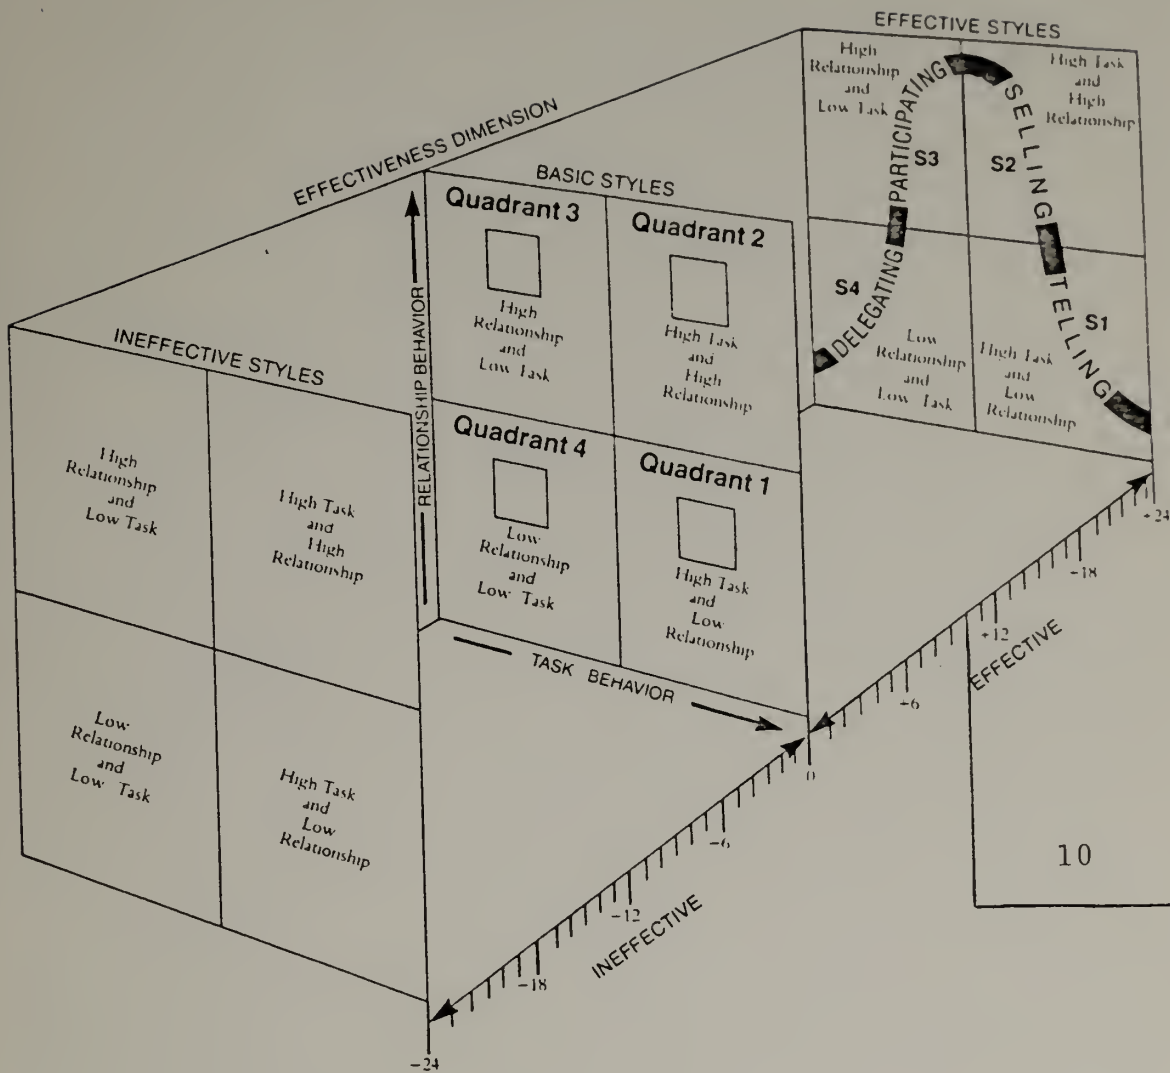 EFFECTIVE STYLES
High
Relationship
and
Low Task
High Task
and
High
Relationship
PARTICIPATING
SELLING
S3
S2
DELEGATING
TELLING
S4
S1
Low
Relationship
and
Low Task
High Task
and
Low
Relationship
EFFECTIVENESS DIMENSION
BASIC STYLES
RELATIONSHIP BEHAVIOR
Quadrant 3
High
Relationship
and
Low Task
Quadrant 2
High Task
and
High
Relationship
Quadrant 4
Low
Relationship
and
Low Task
Quadrant 1
High Task
and
Low
Relationship
TASK BEHAVIOR
INEFFECTIVE STYLES
High
Relationship
and
Low Task
High Task
and
High
Relationship
Low
Relationship
and
Low Task
High Task
and
Low
Relationship
+24
+18
+12
+6
EFFECTIVE
0
-6
-12
-18
-24
INEFFECTIVE
10